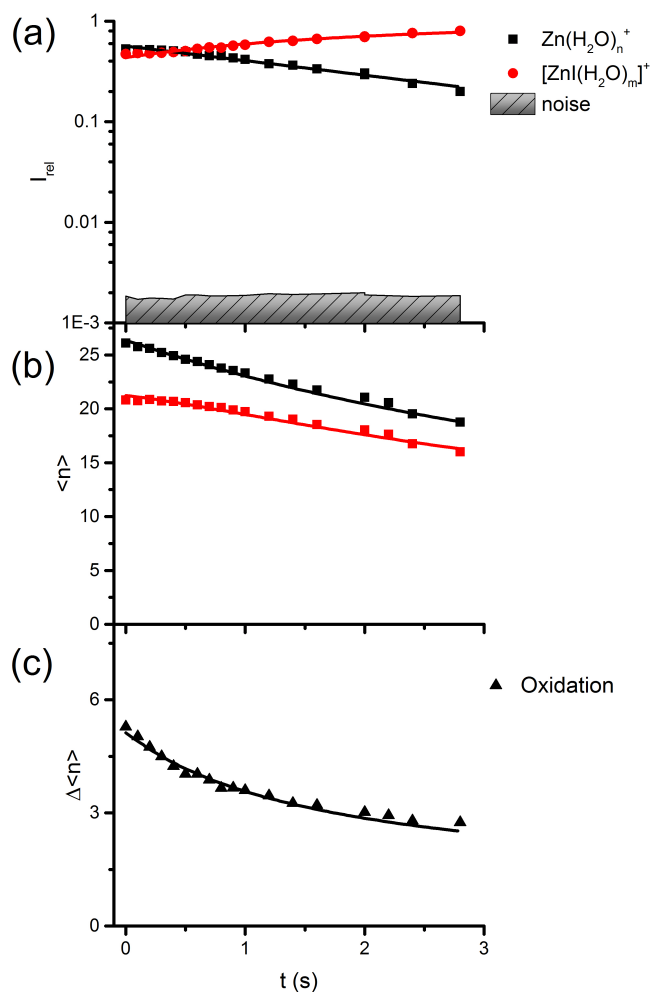 (a)
1
0.1
0.01
1E-3
I_rel
Zn(H₂O)ₙ⁺
[ZnI(H₂O)ₘ]⁺
noise
(b)
25
20
15
10
5
0
<n>
(c)
6
3
0
Δ<n>
Oxidation
0 1 2 3
t (s)